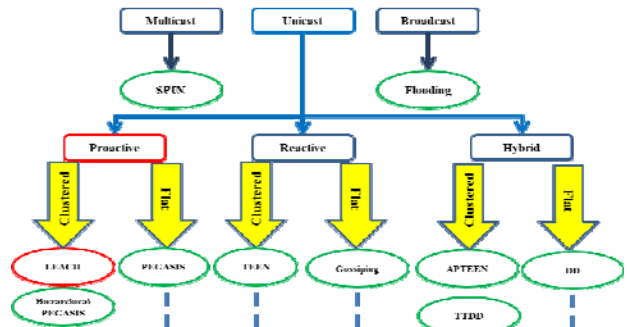 Multicast
Unicast
Broadcast
SPIN
Flooding
Proactive
Reactive
Hybrid
Clustered
Flat
Clustered
Flat
Clustered
Flat
LEACH
PEGASIS
TEEN
Gossiping
APTEEN
DD
Hierarchical-
PEGASIS
TTDD